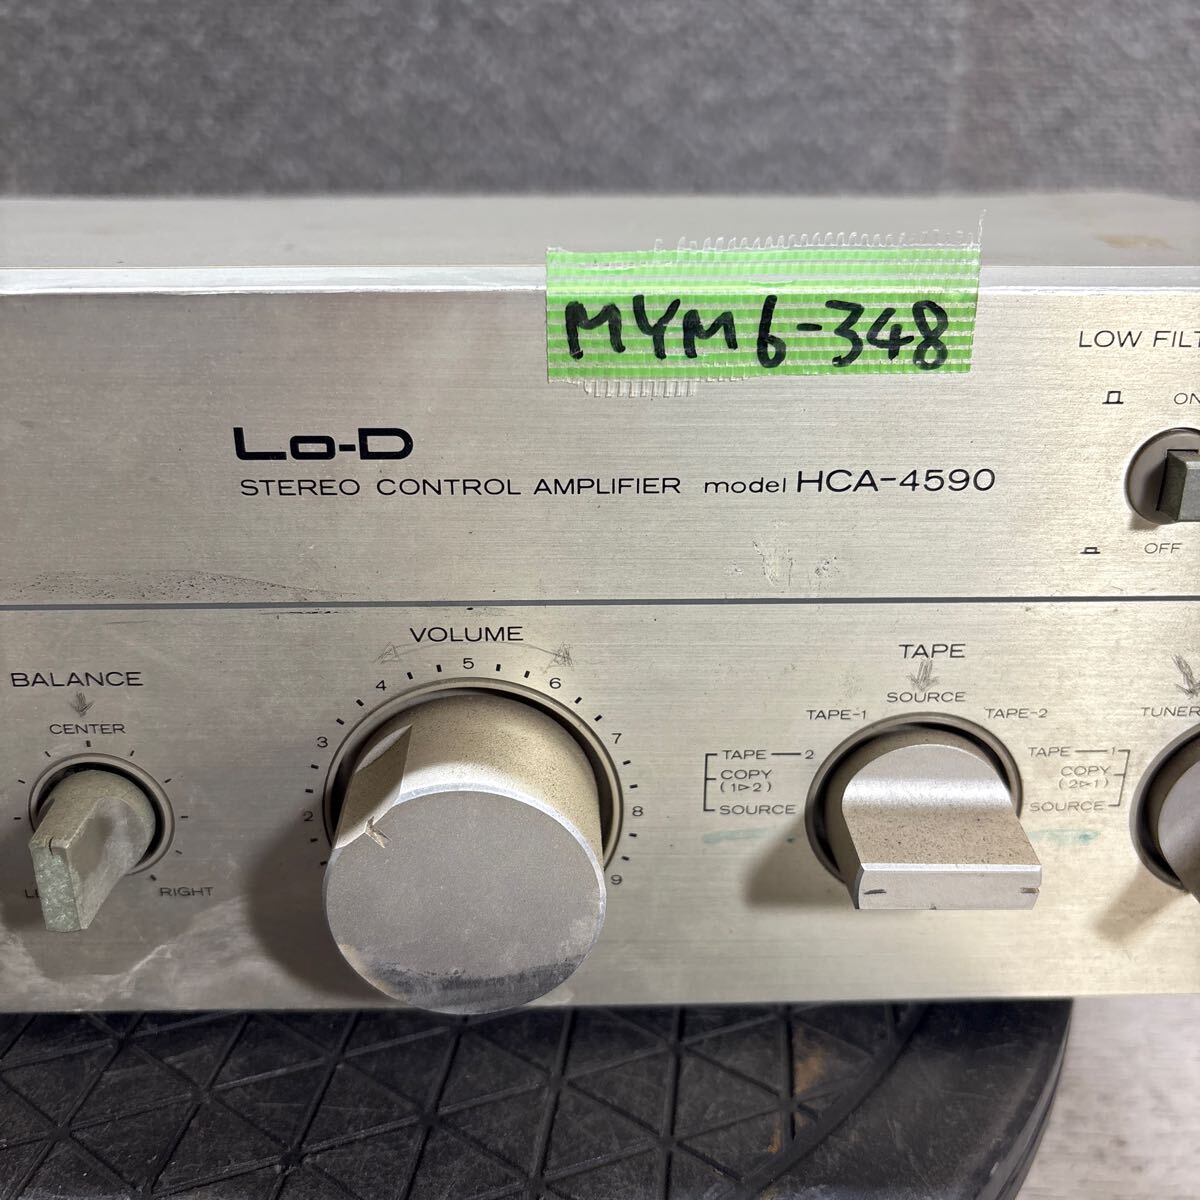 MYM6-348
LOW FILT
ON
Lo-D
STEREO CONTROL AMPLIFIER model HCA-4590
OFF
BALANCE
CENTER
RIGHT
VOLUME
2 3 4 5 6 7 8 9
TAPE
SOURCE
TAPE-1
TAPE-2
TAPE — 2
COPY
(1▷2)
SOURCE
TAPE — 1
COPY
(2▷1)
SOURCE
TUNER